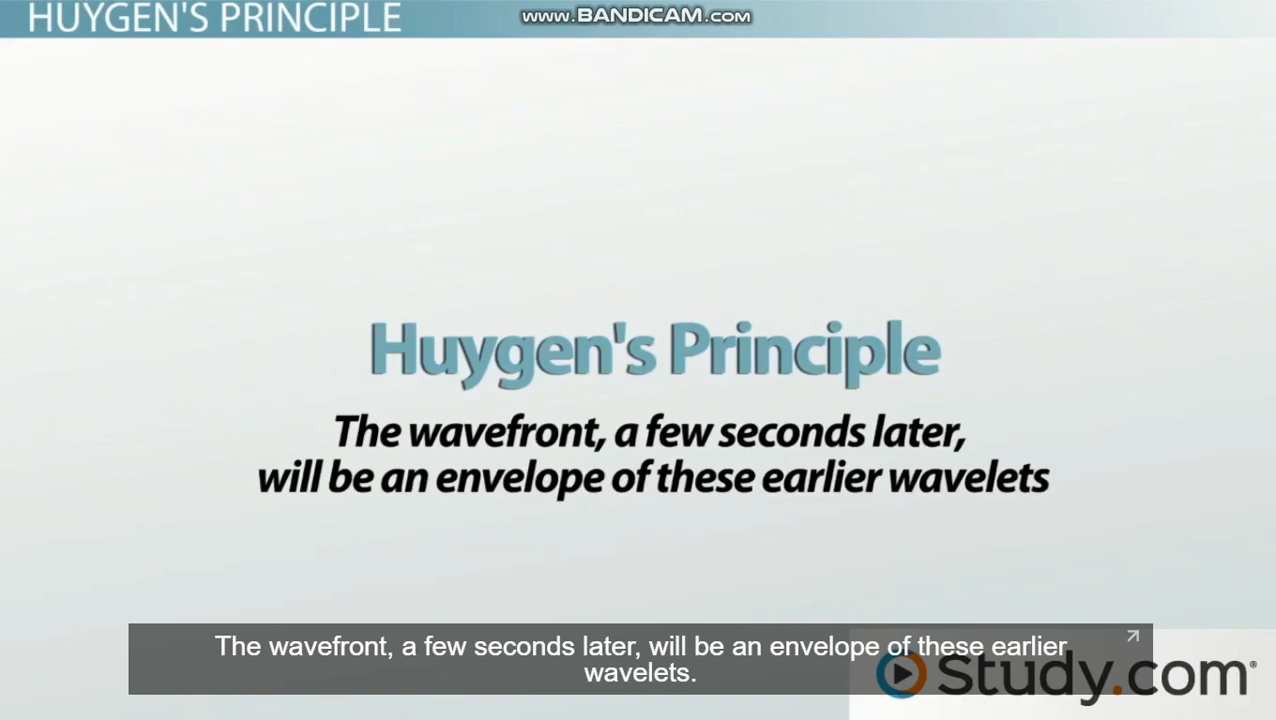 HUYGEN'S PRINCIPLE
www.BANDICAM.com
Huygen's Principle
The wavefront, a few seconds later,
will be an envelope of these earlier wavelets
The wavefront, a few seconds later, will be an envelope of these earlier
wavelets.
Study.com®